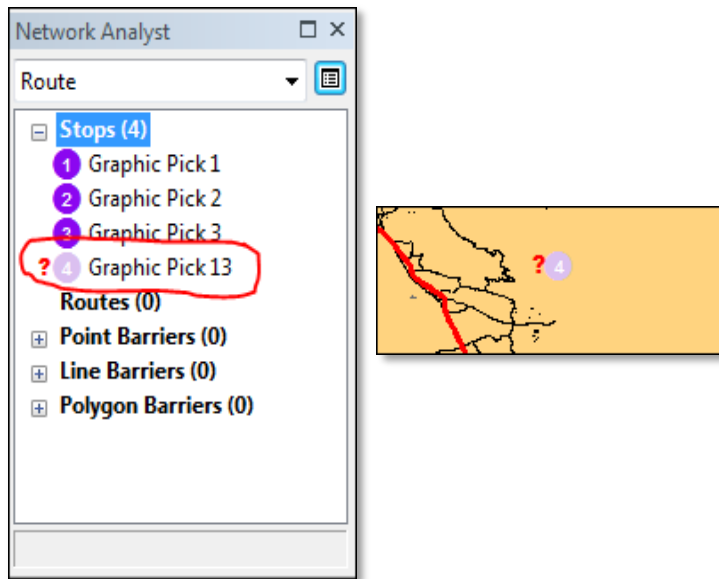 Network Analyst
Route
Stops (4)
1 Graphic Pick 1
2 Graphic Pick 2
3 Graphic Pick 3
? 4 Graphic Pick 13
Routes (0)
Point Barriers (0)
Line Barriers (0)
Polygon Barriers (0)
? 4